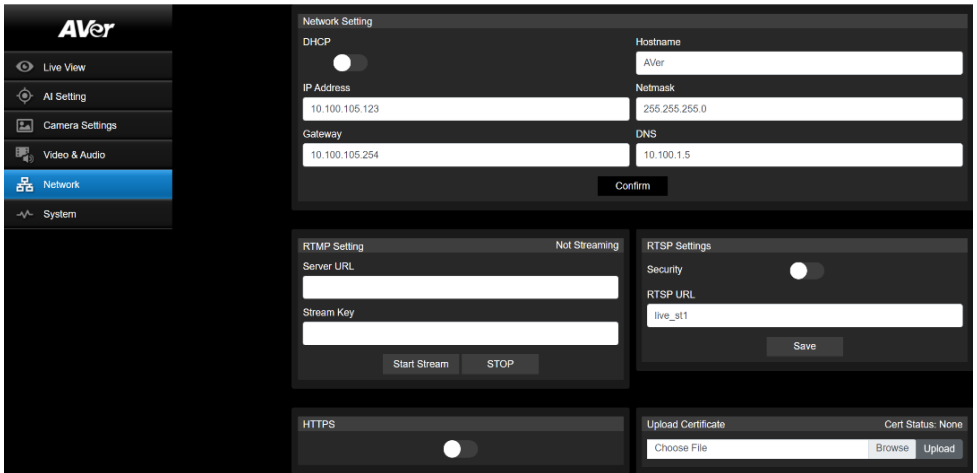 AVer
Live View
AI Setting
Camera Settings
Video & Audio
Network
System
Network Setting
DHCP
Hostname
AVer
IP Address
Netmask
10.100.105.123
255.255.255.0
Gateway
DNS
10.100.105.254
10.100.1.5
Confirm
RTMP Setting Not Streaming
Server URL
Stream Key
Start Stream STOP
RTSP Settings
Security
RTSP URL
live_st1
Save
HTTPS
Upload Certificate Cert Status: None
Choose File Browse Upload